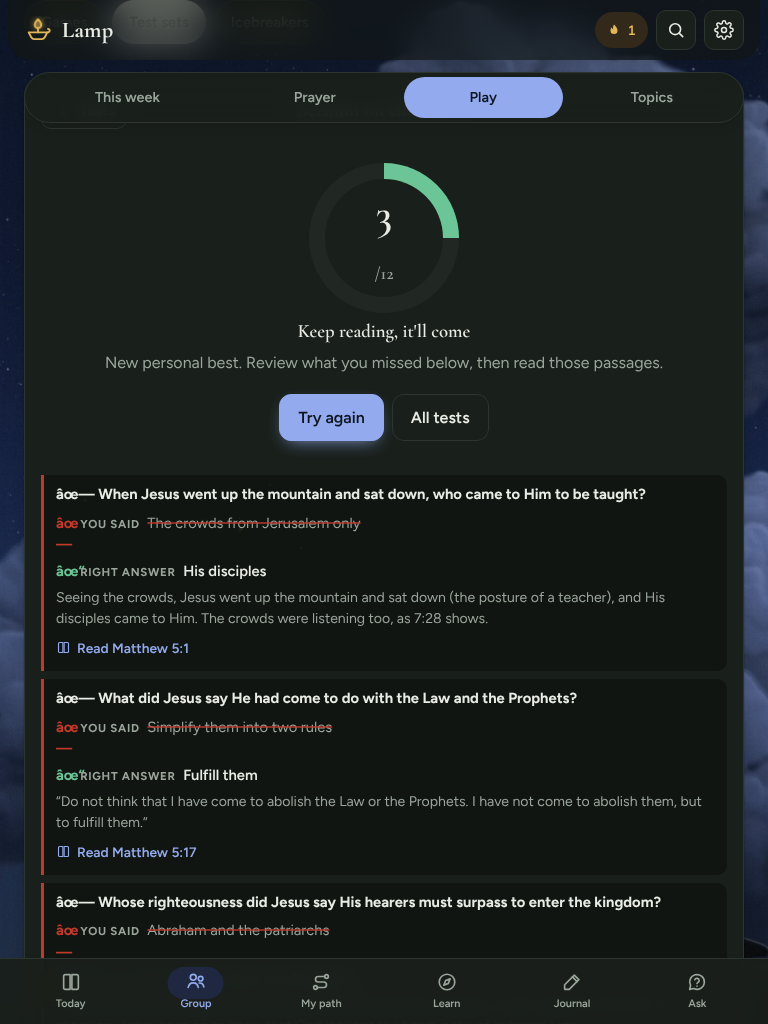 Test sets
Icebreakers
Lamp
1
This week
Prayer
Play
Topics
3
/12
Keep reading, it'll come
New personal best. Review what you missed below, then read those passages.
Try again
All tests
âœ— When Jesus went up the mountain and sat down, who came to Him to be taught?
âœ— YOU SAID The crowds from Jerusalem only
âœ“ RIGHT ANSWER His disciples
Seeing the crowds, Jesus went up the mountain and sat down (the posture of a teacher), and His
disciples came to Him. The crowds were listening too, as 7:28 shows.
Read Matthew 5:1
âœ— What did Jesus say He had come to do with the Law and the Prophets?
âœ— YOU SAID Simplify them into two rules
âœ“ RIGHT ANSWER Fulfill them
“Do not think that I have come to abolish the Law or the Prophets. I have not come to abolish them, but
to fulfill them.”
Read Matthew 5:17
âœ— Whose righteousness did Jesus say His hearers must surpass to enter the kingdom?
âœ— YOU SAID Abraham and the patriarchs
Today
Group
My path
Learn
Journal
Ask